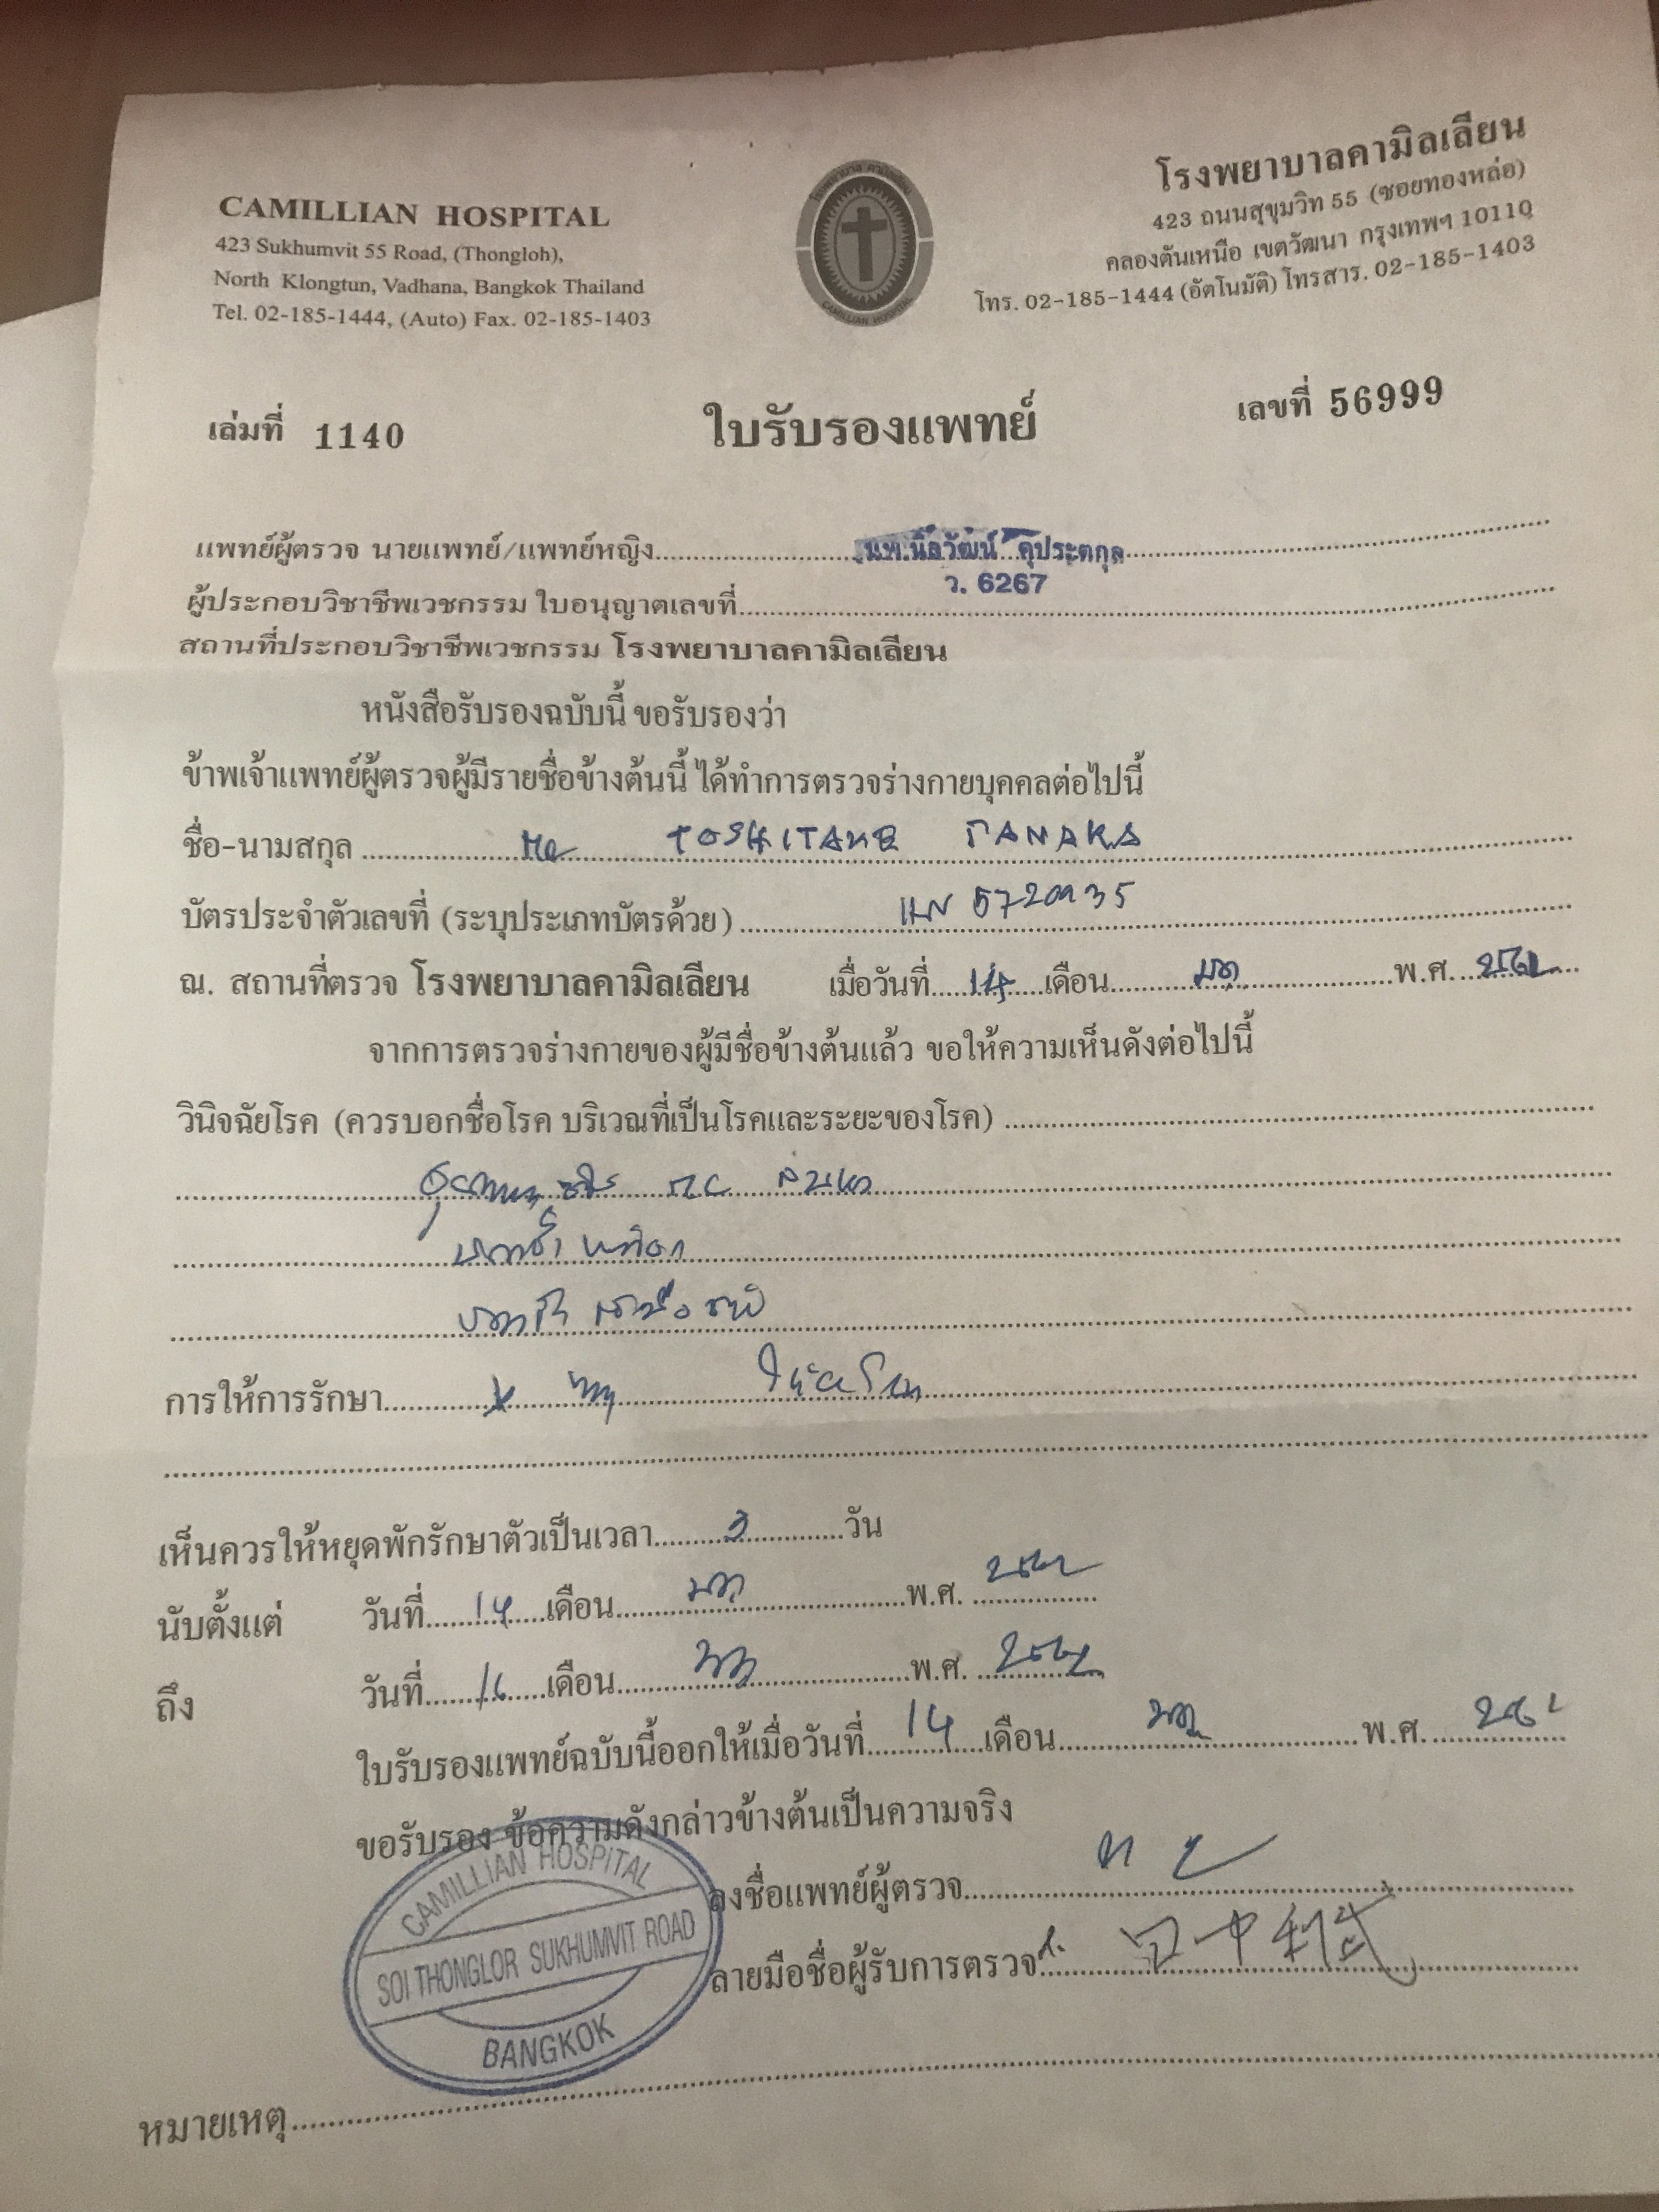 CAMILLIAN HOSPITAL
423 Sukhumvit 55 Road, (Thongloh),
North Klongtun, Vadhana, Bangkok Thailand
Tel. 02-185-1444, (Auto) Fax. 02-185-1403
โรงพยาบาลคามิลเลียน
CAMILLIAN HOSPITAL
โรงพยาบาลคามิลเลียน
423 ถนนสุขุมวิท 55 (ซอยทองหล่อ)
คลองตันเหนือ เขตวัฒนา กรุงเทพฯ 10110
โทร. 02-185-1444 (อัตโนมัติ) โทรสาร. 02-185-1403
เล่มที่ 1140
ใบรับรองแพทย์
เลขที่ 56999
แพทย์ผู้ตรวจ นายแพทย์/แพทย์หญิง นพ.นิลวัฒน์
ว. 6267
ผู้ประกอบวิชาชีพเวชกรรม ใบอนุญาตเลขที่
สถานที่ประกอบวิชาชีพเวชกรรม โรงพยาบาลคามิลเลียน
หนังสือรับรองฉบับนี้ ขอรับรองว่า
ข้าพเจ้าแพทย์ผู้ตรวจผู้มีรายชื่อข้างต้นนี้ ได้ทำการตรวจร่างกายบุคคลต่อไปนี้
ชื่อ-นามสกุล Mr TOSHITAKE TANAKA
บัตรประจำตัวเลขที่ (ระบุประเภทบัตรด้วย)
ณ. สถานที่ตรวจ โรงพยาบาลคามิลเลียน เมื่อวันที่ 14 เดือน พ.ศ.
จากการตรวจร่างกายของผู้มีชื่อข้างต้นแล้ว ขอให้ความเห็นดังต่อไปนี้
วินิจฉัยโรค (ควรบอกชื่อโรค บริเวณที่เป็นโรคและระยะของโรค)
การให้การรักษา
เห็นควรให้หยุดพักรักษาตัวเป็นเวลา 3 วัน
นับตั้งแต่ วันที่ 14 เดือน พ.ศ.
ถึง วันที่ 16 เดือน พ.ศ.
ใบรับรองแพทย์ฉบับนี้ออกให้เมื่อวันที่ 14 เดือน พ.ศ.
ขอรับรอง ข้อความดังกล่าวข้างต้นเป็นความจริง
ลงชื่อแพทย์ผู้ตรวจ
ลายมือชื่อผู้รับการตรวจ
CAMILLIAN HOSPITAL
SOI THONGLOR SUKHUMVIT ROAD
BANGKOK
หมายเหตุ